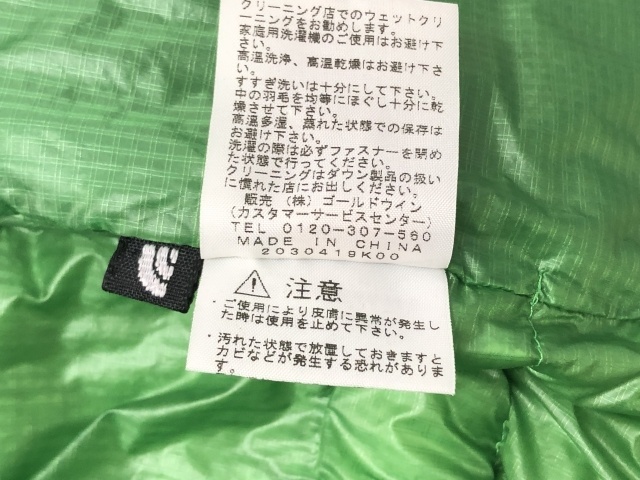 クリーニング店でのウェットクリ
ーニングをお勧めします。
家庭用洗濯機のご使用はお避け下
さい。
高温洗浄、高温乾燥はお避け下さ
い。
すすぎ洗いは十分にして下さい。
中の羽毛を均等にほぐし十分に乾
燥させて下さい。
高温多湿、蒸れた状態での保存は
お避け下さい。
洗濯の際は必ずファスナーを閉め
た状態で行ってください。
クリーニングはダウン製品の扱い
に慣れた店にお出しください。
販売 (株) ゴールドウイン
(カスタマーサービスセンター)
TEL 0120-307-560
MADE IN CHINA
2030419K00
注意
・ご使用により皮膚に異常が発生し
た時は使用を止めて下さい。
・汚れた状態で放置しておきますと
カビなどが発生する恐れがありま
す。